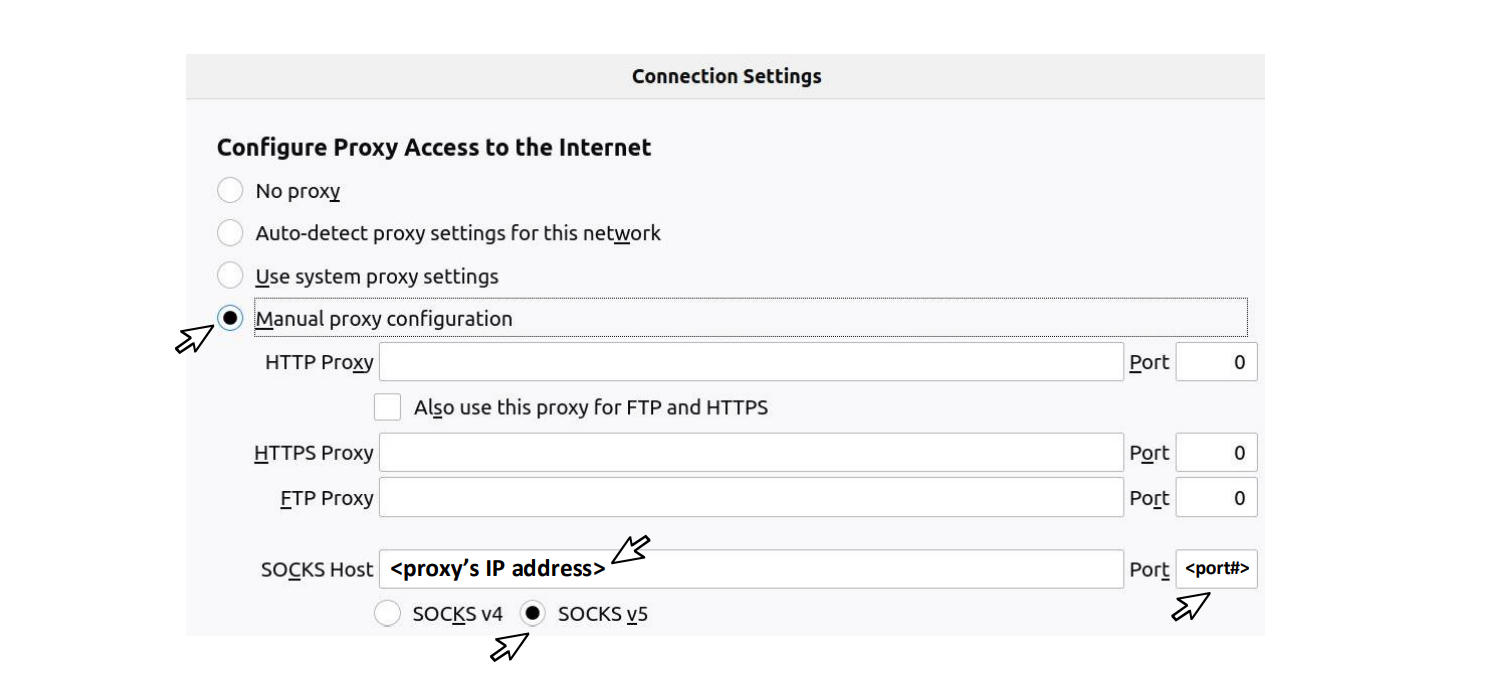 Connection Settings
Configure Proxy Access to the Internet
No proxy
Auto-detect proxy settings for this network
Use system proxy settings
Manual proxy configuration
HTTP Proxy Port 0
Also use this proxy for FTP and HTTPS
HTTPS Proxy Port 0
FTP Proxy Port 0
SOCKS Host <proxy’s IP address> Port <port#>
SOCKS v4 SOCKS v5